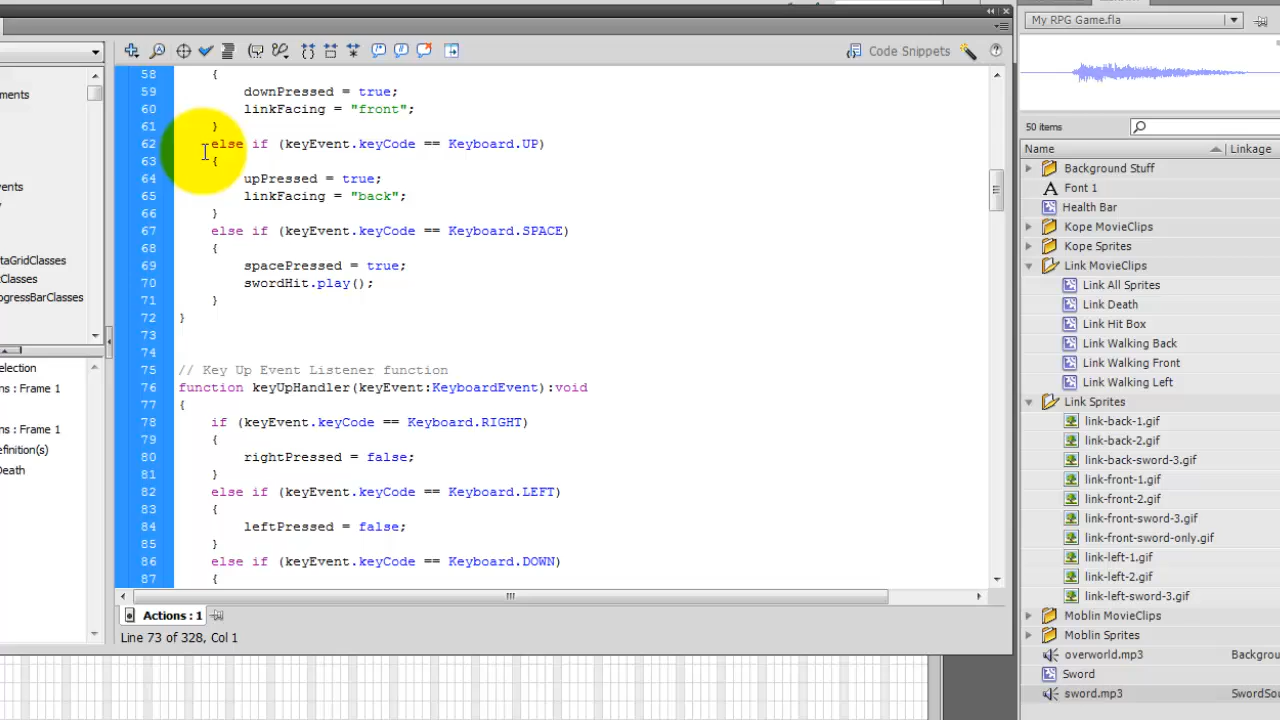 My RPG Game.fla
Code Snippets
58 {
ments
59 downPressed = true;
60 linkFacing = "front";
61 }
50 items
62 else if (keyEvent.keyCode == Keyboard.UP)
Name Linkage
63 {
Background Stuff
64 upPressed = true;
vents
Font 1
65 linkFacing = "back";
Health Bar
66 }
Kope MovieClips
67 else if (keyEvent.keyCode == Keyboard.SPACE)
Kope Sprites
68 {
taGridClasses
69 spacePressed = true;
Link MovieClips
Classes
70 swordHit.play();
Link All Sprites
ogressBarClasses
71 }
Link Death
72 }
Link Hit Box
73
Link Walking Back
74
Link Walking Front
election
75 // Key Up Event Listener function
Link Walking Left
ns : Frame 1
76 function keyUpHandler(keyEvent:KeyboardEvent):void
Link Sprites
77 {
link-back-1.gif
78 if (keyEvent.keyCode == Keyboard.RIGHT)
ns : Frame 1
link-back-2.gif
79 {
efinition(s)
80 rightPressed = false;
link-back-sword-3.gif
Death
81 }
link-front-1.gif
82 else if (keyEvent.keyCode == Keyboard.LEFT)
link-front-2.gif
83 {
link-front-sword-3.gif
84 leftPressed = false;
link-front-sword-only.gif
85 }
link-left-1.gif
86 else if (keyEvent.keyCode == Keyboard.DOWN)
link-left-2.gif
87 {
link-left-sword-3.gif
Actions : 1
Moblin MovieClips
Line 73 of 328, Col 1
Moblin Sprites
overworld.mp3 Backgrou
Sword
sword.mp3 SwordSou